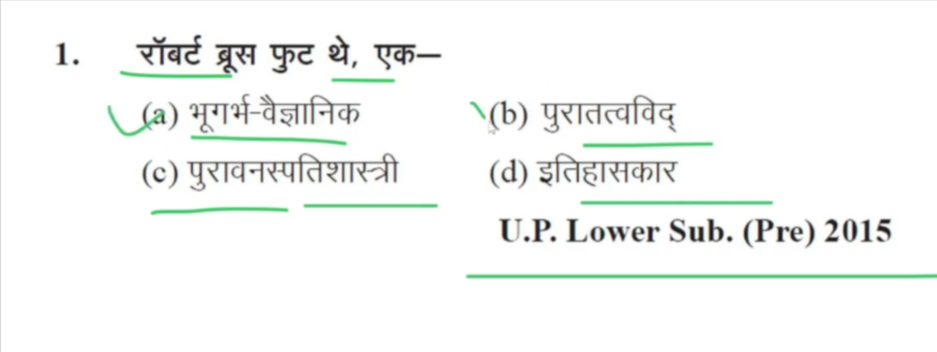 1. रॉबर्ट ब्रूस फुट थे, एक—
(a) भूगर्भ-वैज्ञानिक (b) पुरातत्वविद्
(c) पुरावनस्पतिशास्त्री (d) इतिहासकार
U.P. Lower Sub. (Pre) 2015